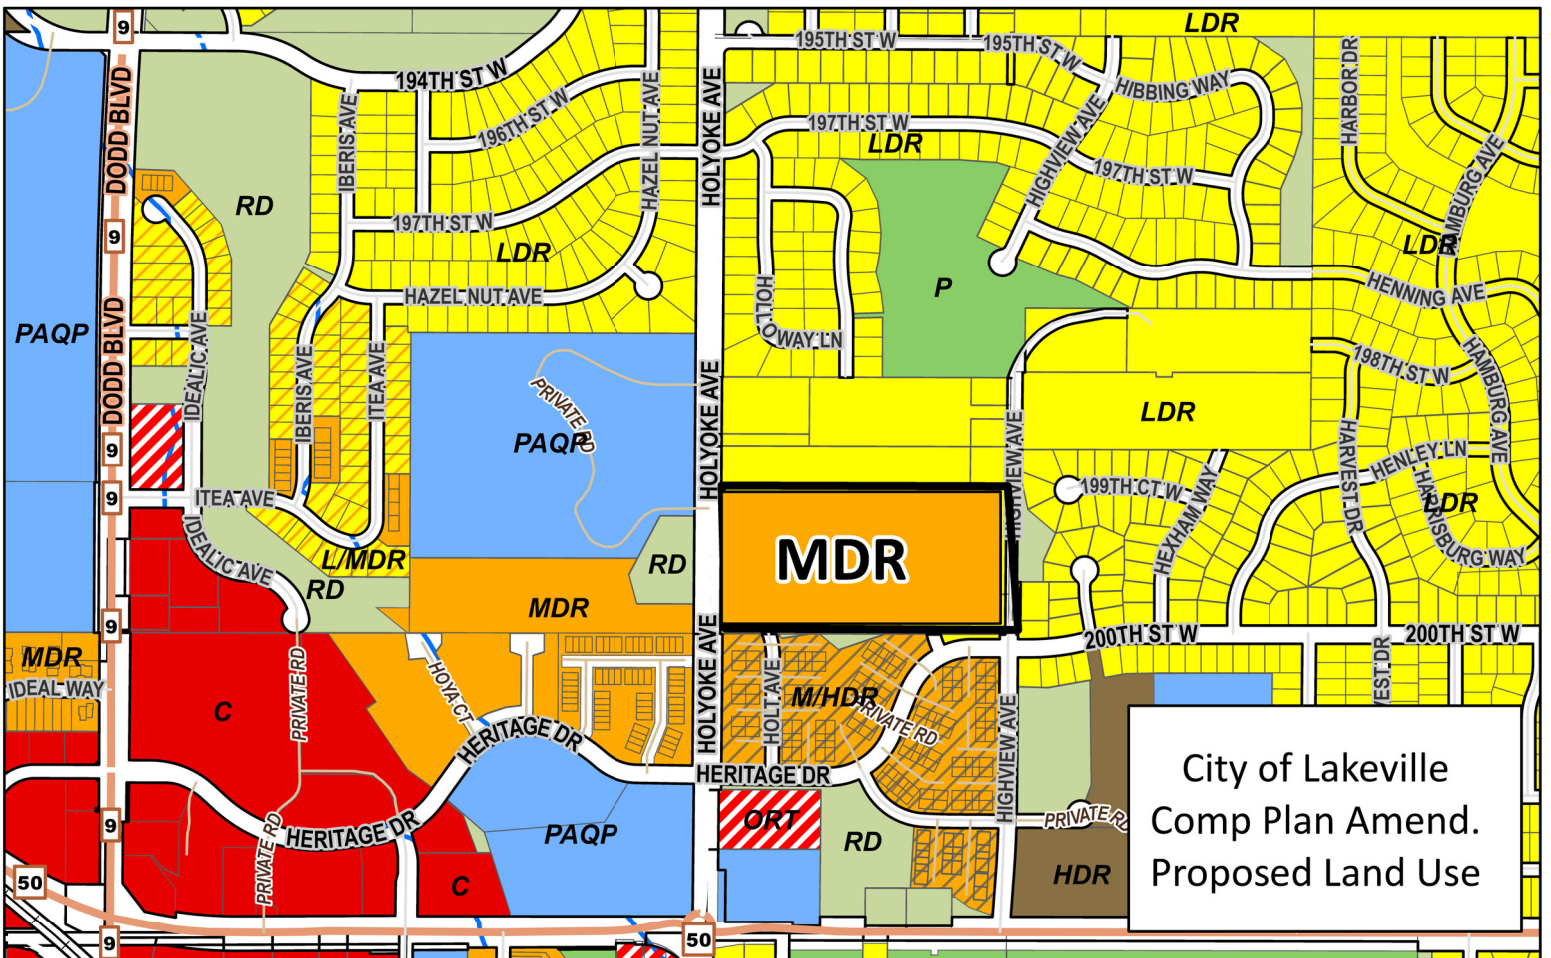 9
LDR
195TH ST W
195TH ST W
194TH ST W
HIBBING WAY
HARBOR DR
DODD BLVD
IBERIS AVE
196TH ST W
HAZEL NUT AVE
HOLYOKE AVE
197TH ST W
LDR
HIGHVIEW AVE
197TH ST W
HAMBURG AVE
RD
197TH ST W
LDR
LDR
9
P
HENNING AVE
HAZEL NUT AVE
HOLLOWAY LN
PAQP
DODD BLVD
IDEALIC AVE
IBERIS AVE
ITEA AVE
PRIVATE RD
PAQP
HOLYOKE AVE
198TH ST W
HAMBURG AVE
LDR
HIGHVIEW AVE
HARVEST DR
HENLEY LN
9
9
ITEA AVE
199TH CT W
HEXHAM WAY
LDR
HARRISBURG WAY
IDEALIC AVE
L/MDR
RD
RD
MDR
MDR
9
200TH ST W
200TH ST W
MDR
IDEAL WAY
C
PRIVATE RD
HOYA CT
HERITAGE DR
HOLYOKE AVE
HOLT AVE
M/HDR
PRIVATE RD
HIGHVIEW AVE
VEST DR
HERITAGE DR
9
PRIVATE RD
HERITAGE DR
PAQP
ORT
RD
PRIVATE RD
HDR
50
C
9
50
City of Lakeville
Comp Plan Amend.
Proposed Land Use